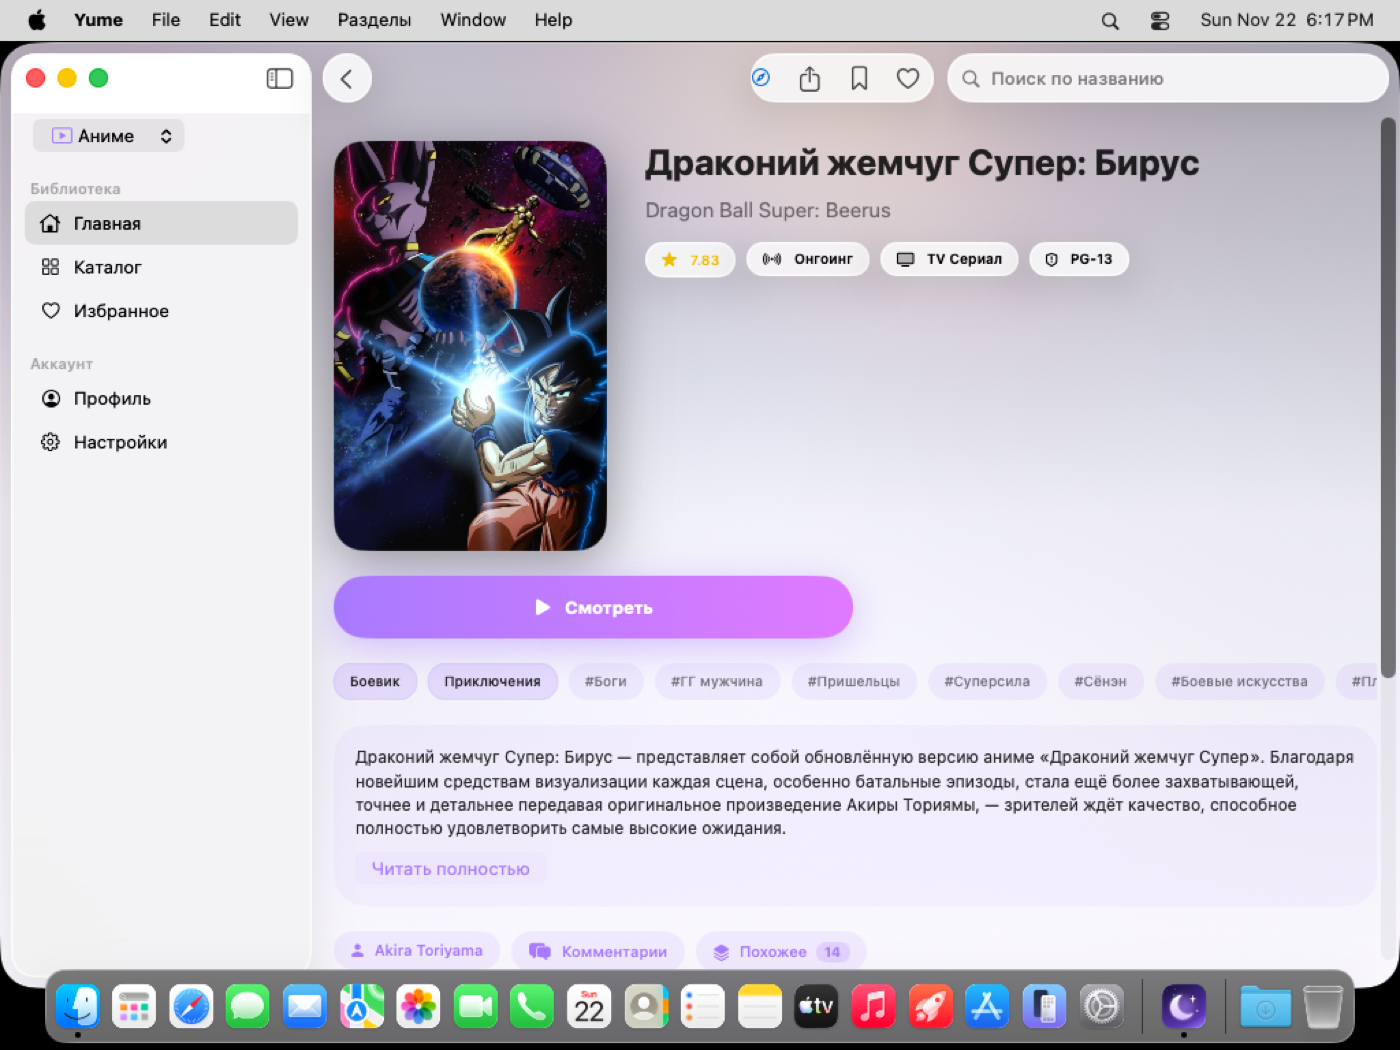 Yume File Edit View Разделы Window Help
Sun Nov 22 6:17 PM
Поиск по названию
Аниме
Библиотека
Главная
Каталог
Избранное
Аккаунт
Профиль
Настройки
Драконий жемчуг Супер: Бирус
Dragon Ball Super: Beerus
7.83 Онгоинг TV Сериал PG-13
Смотреть
Боевик Приключения #Боги #ГГ мужчина #Пришельцы #Суперсила #Сёнэн #Боевые искусства #Пл
Драконий жемчуг Супер: Бирус — представляет собой обновлённую версию аниме «Драконий жемчуг Супер». Благодаря
новейшим средствам визуализации каждая сцена, особенно батальные эпизоды, стала ещё более захватывающей,
точнее и детальнее передавая оригинальное произведение Акиры Ториямы, — зрителей ждёт качество, способное
полностью удовлетворить самые высокие ожидания.
Читать полностью
Akira Toriyama Комментарии Похожее 14
Sun
22
tv